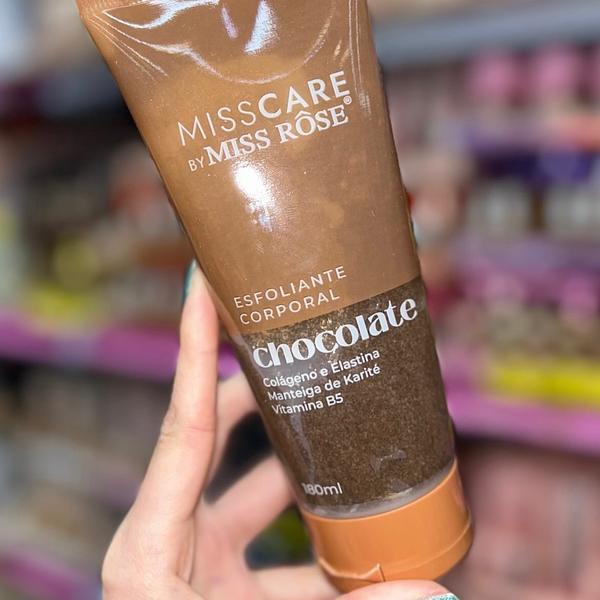 MISSCARE
BY MISS RÔSE®
ESFOLIANTE
CORPORAL
chocolate
Colágeno e Elastina
Manteiga de Karité
Vitamina B5
180ml